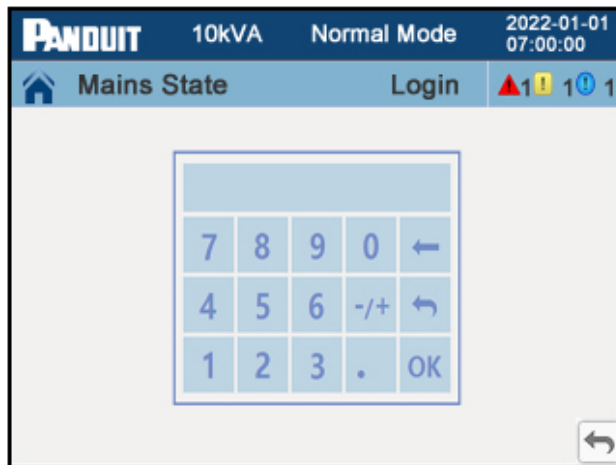 PANDUIT 10kVA Normal Mode 2022-01-01
07:00:00
Mains State Login 1 ! 1 ! 1
7 8 9 0 ←
4 5 6 -/+ ↰
1 2 3 . OK